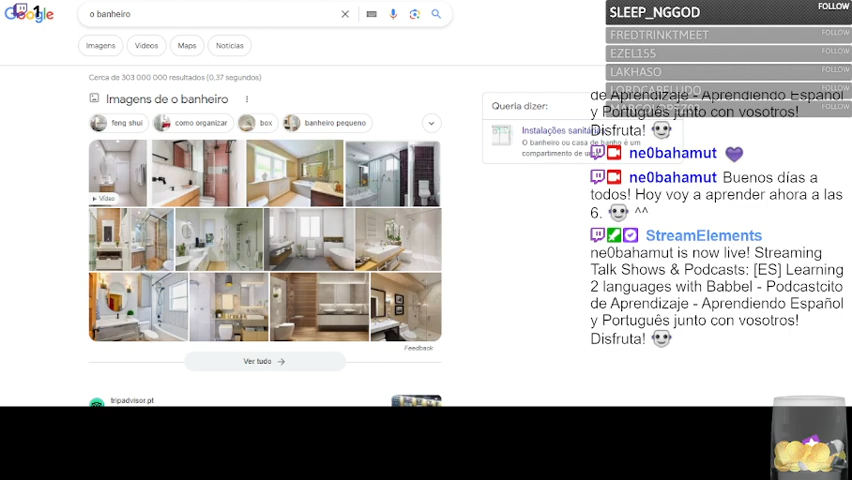 Google
1
o banheiro
Imagens
Vídeos
Maps
Notícias
Cerca de 303 000 000 resultados (0,37 segundos)
Imagens de o banheiro
feng shui
como organizar
box
banheiro pequeno
Vídeo
Feedback
Ver tudo
tripadvisor.pt
Queria dizer:
Instalações sanitárias
O banheiro ou casa de banho é um
compartimento de
SLEEP_NGGOD
FOLLOW
FREDTRINKTMEET
FOLLOW
EZEL155
FOLLOW
LAKHASO
FOLLOW
LORDCABELUDO
FOLLOW
FOLLOW
de Aprendizaje - Aprendiendo Español
y Português junto con vosotros!
Disfruta!
ne0bahamut
ne0bahamut Buenos días a
todos! Hoy voy a aprender ahora a las
6. ^^
StreamElements
ne0bahamut is now live! Streaming
Talk Shows & Podcasts: [ES] Learning
2 languages with Babbel - Podcastcito
de Aprendizaje - Aprendiendo Español
y Português junto con vosotros!
Disfruta!